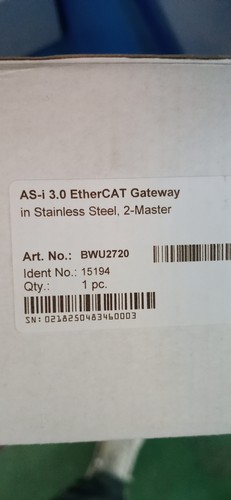 AS-i 3.0 EtherCAT Gateway
in Stainless Steel, 2-Master
Art. No.: BWU2720
Ident No.: 15194
Qty.: 1 pc.
SN: 0218250483460003